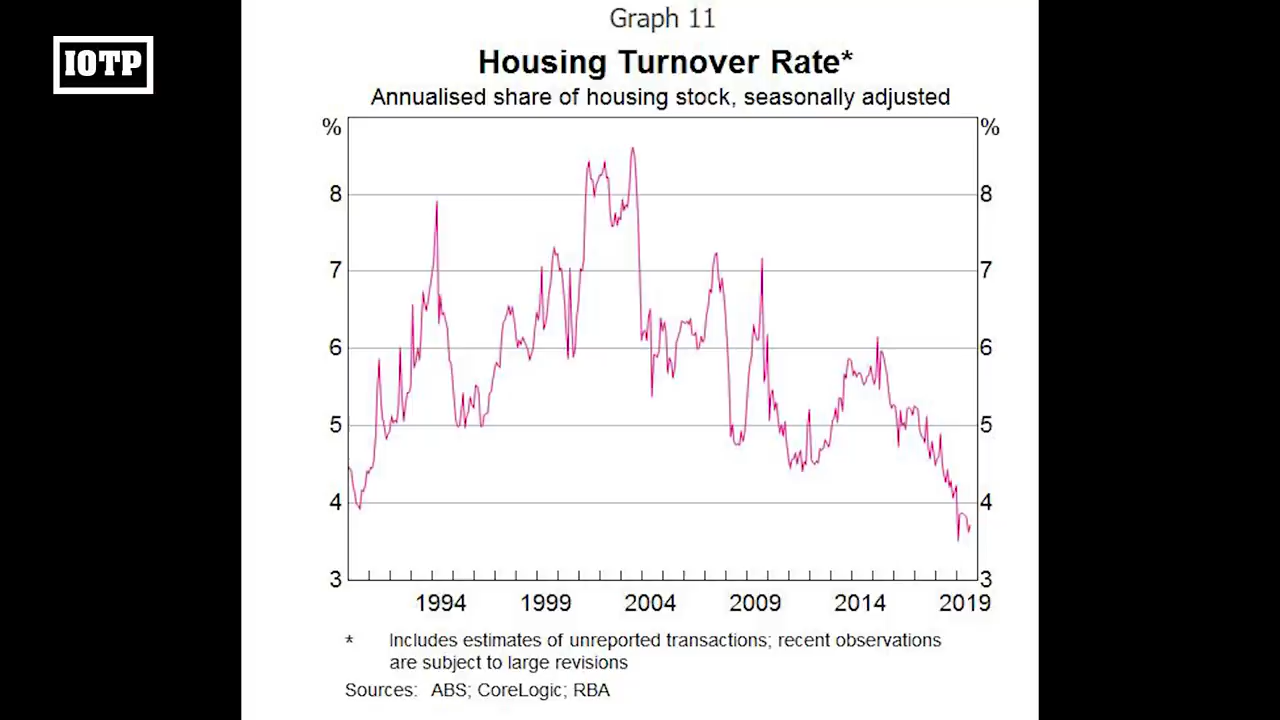 Graph 11
IOTP
Housing Turnover Rate*
Annualised share of housing stock, seasonally adjusted
% %
8 8
7 7
6 6
5 5
4 4
3 3
1994 1999 2004 2009 2014 2019
* Includes estimates of unreported transactions; recent observations
are subject to large revisions
Sources: ABS; CoreLogic; RBA